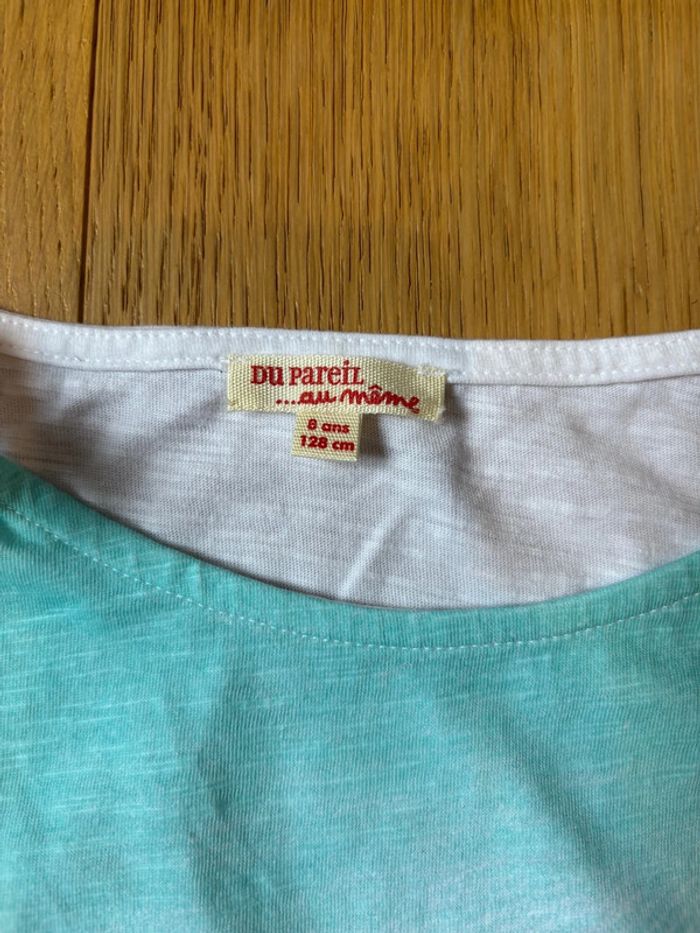 DU PAREIL
...au même
8 ans
128 cm